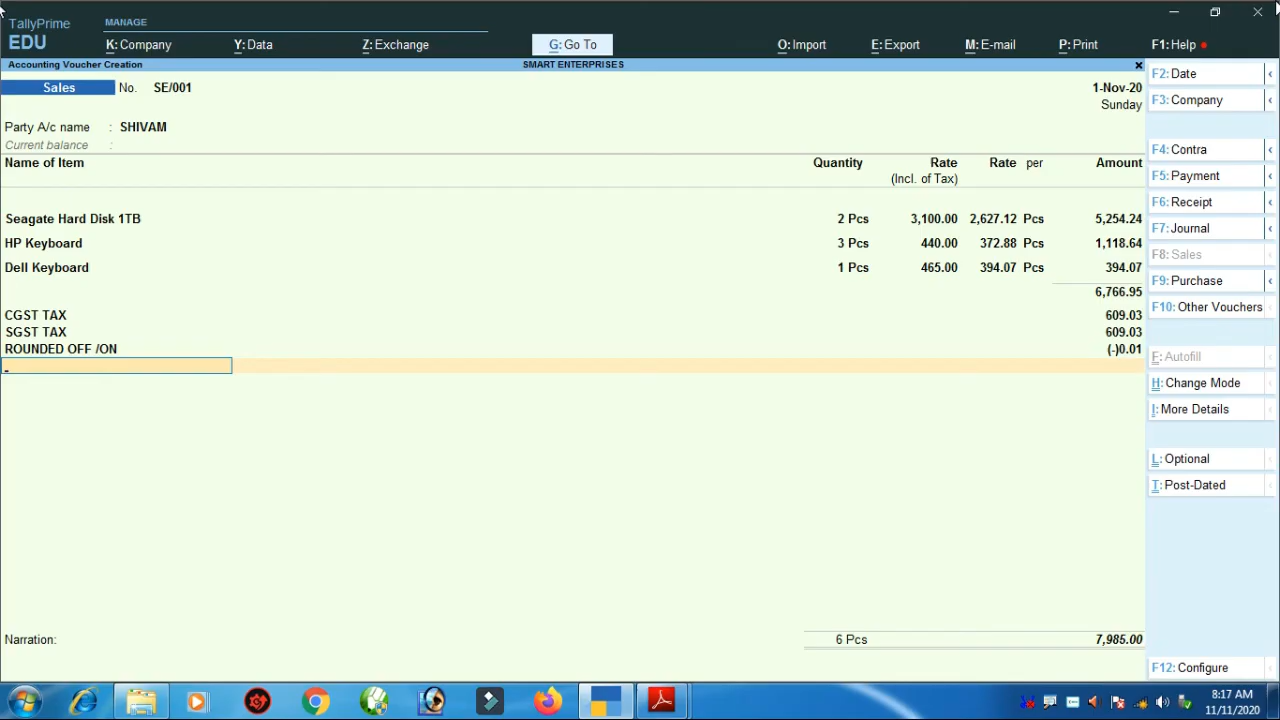 TallyPrime
EDU
MANAGE
K: Company
Y: Data
Z: Exchange
G: Go To
O: Import
E: Export
M: E-mail
P: Print
F1: Help
Accounting Voucher Creation
SMART ENTERPRISES
Sales No. SE/001
1-Nov-20
Sunday
Party A/c name : SHIVAM
Current balance :
Name of Item Quantity Rate Rate per Amount
(Incl. of Tax)
Seagate Hard Disk 1TB 2 Pcs 3,100.00 2,627.12 Pcs 5,254.24
HP Keyboard 3 Pcs 440.00 372.88 Pcs 1,118.64
Dell Keyboard 1 Pcs 465.00 394.07 Pcs 394.07
6,766.95
CGST TAX 609.03
SGST TAX 609.03
ROUNDED OFF /ON (-)0.01
Narration: 6 Pcs 7,985.00
F2: Date
F3: Company
F4: Contra
F5: Payment
F6: Receipt
F7: Journal
F8: Sales
F9: Purchase
F10: Other Vouchers
F: Autofill
H: Change Mode
I: More Details
L: Optional
T: Post-Dated
F12: Configure
8:17 AM
11/11/2020